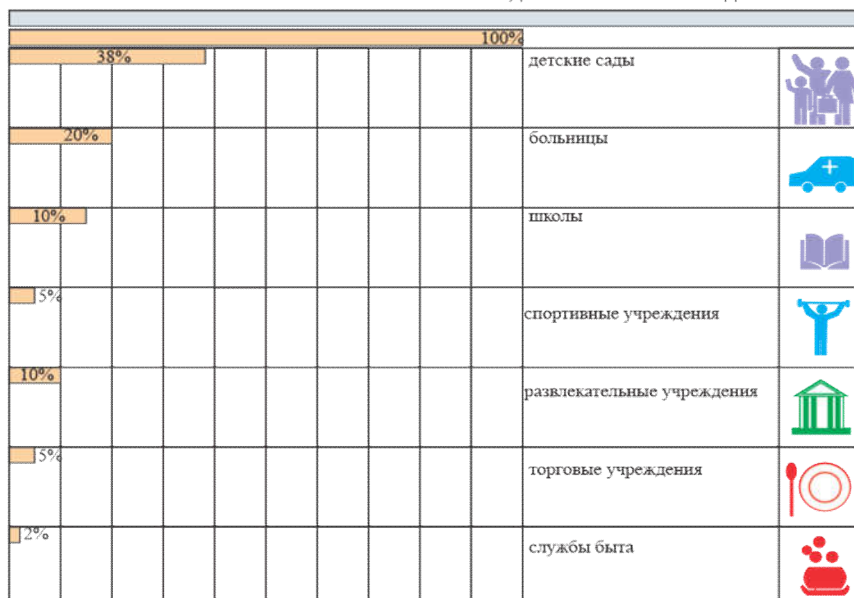 100%
38%
детские сады
20%
больницы
10%
школы
5%
спортивные учреждения
10%
развлекательные учреждения
5%
торговые учреждения
2%
службы быта